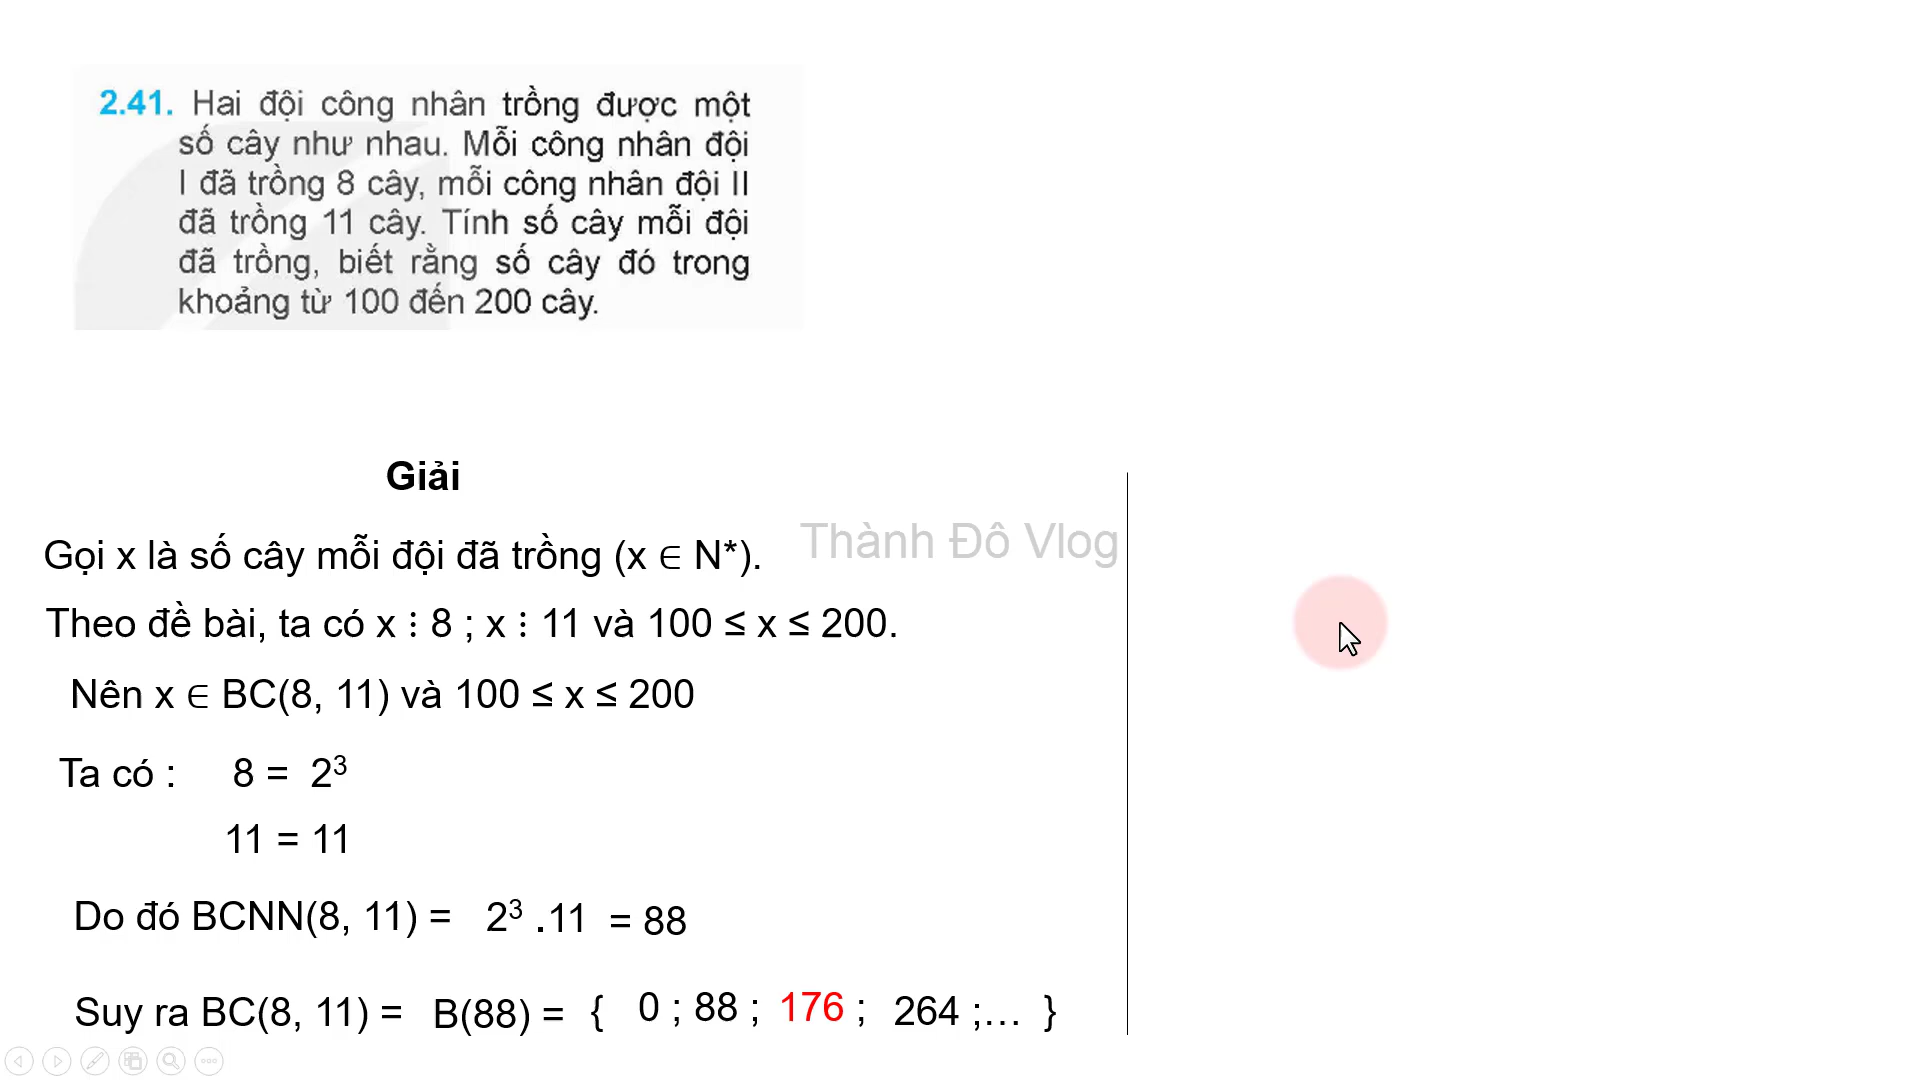 2.41. Hai đội công nhân trồng được một
số cây như nhau. Mỗi công nhân đội
I đã trồng 8 cây, mỗi công nhân đội II
đã trồng 11 cây. Tính số cây mỗi đội
đã trồng, biết rằng số cây đó trong
khoảng từ 100 đến 200 cây.
Giải
Thành Đô Vlog
Gọi x là số cây mỗi đội đã trồng (x ∈ N*).
Theo đề bài, ta có x ⋮ 8 ; x ⋮ 11 và 100 ≤ x ≤ 200.
Nên x ∈ BC(8, 11) và 100 ≤ x ≤ 200
Ta có : 8 = 2³
11 = 11
Do đó BCNN(8, 11) = 2³ .11 = 88
Suy ra BC(8, 11) = B(88) = { 0 ; 88 ; 176 ; 264 ;… }